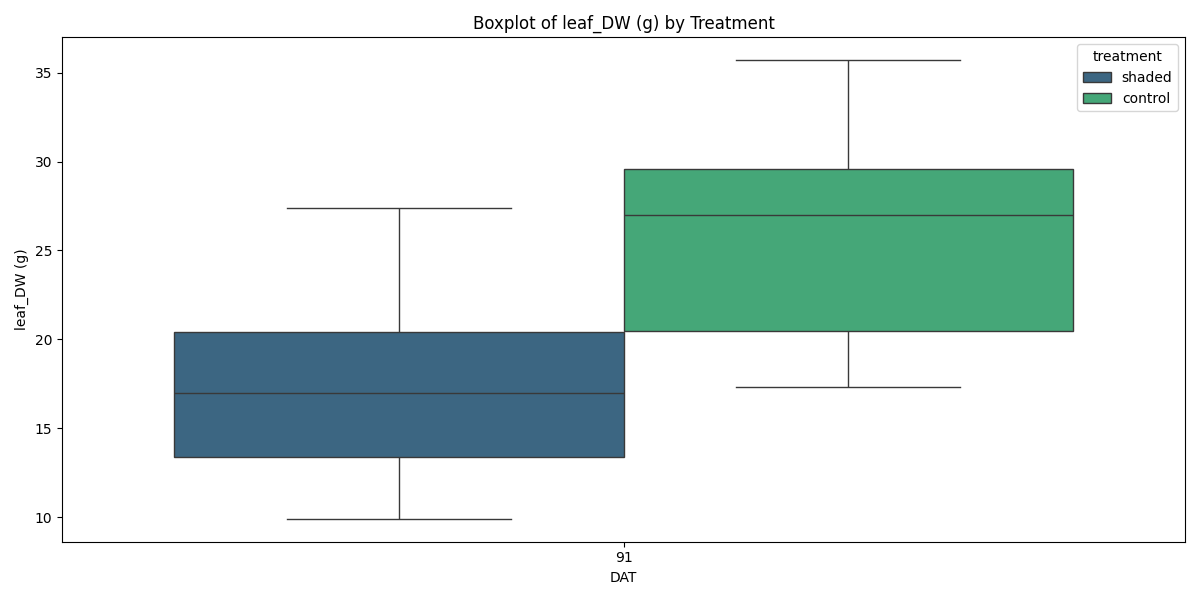 Boxplot of leaf_DW (g) by Treatment
treatment
shaded
control
leaf_DW (g)
35
30
25
20
15
10
91
DAT